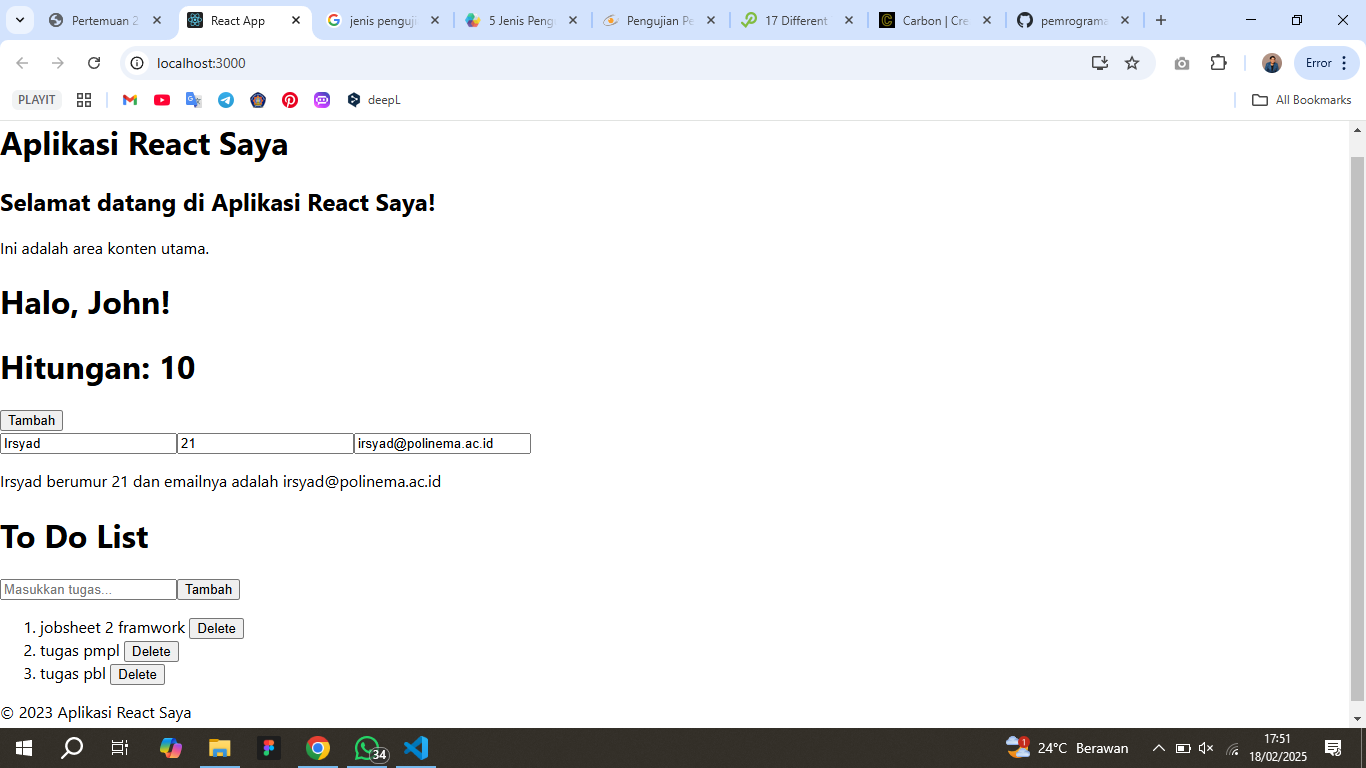 Pertemuan 2
React App
jenis penguji
5 Jenis Peng
Pengujian Pe
17 Different
Carbon | Cre
pemrograma
localhost:3000
Error
PLAYIT
deepL
All Bookmarks
Aplikasi React Saya
Selamat datang di Aplikasi React Saya!
Ini adalah area konten utama.
Halo, John!
Hitungan: 10
Tambah
Irsyad 21 irsyad@polinema.ac.id
Irsyad berumur 21 dan emailnya adalah irsyad@polinema.ac.id
To Do List
Masukkan tugas... Tambah
1. jobsheet 2 framwork Delete
2. tugas pmpl Delete
3. tugas pbl Delete
© 2023 Aplikasi React Saya
34
1
24°C Berawan
17:51
18/02/2025